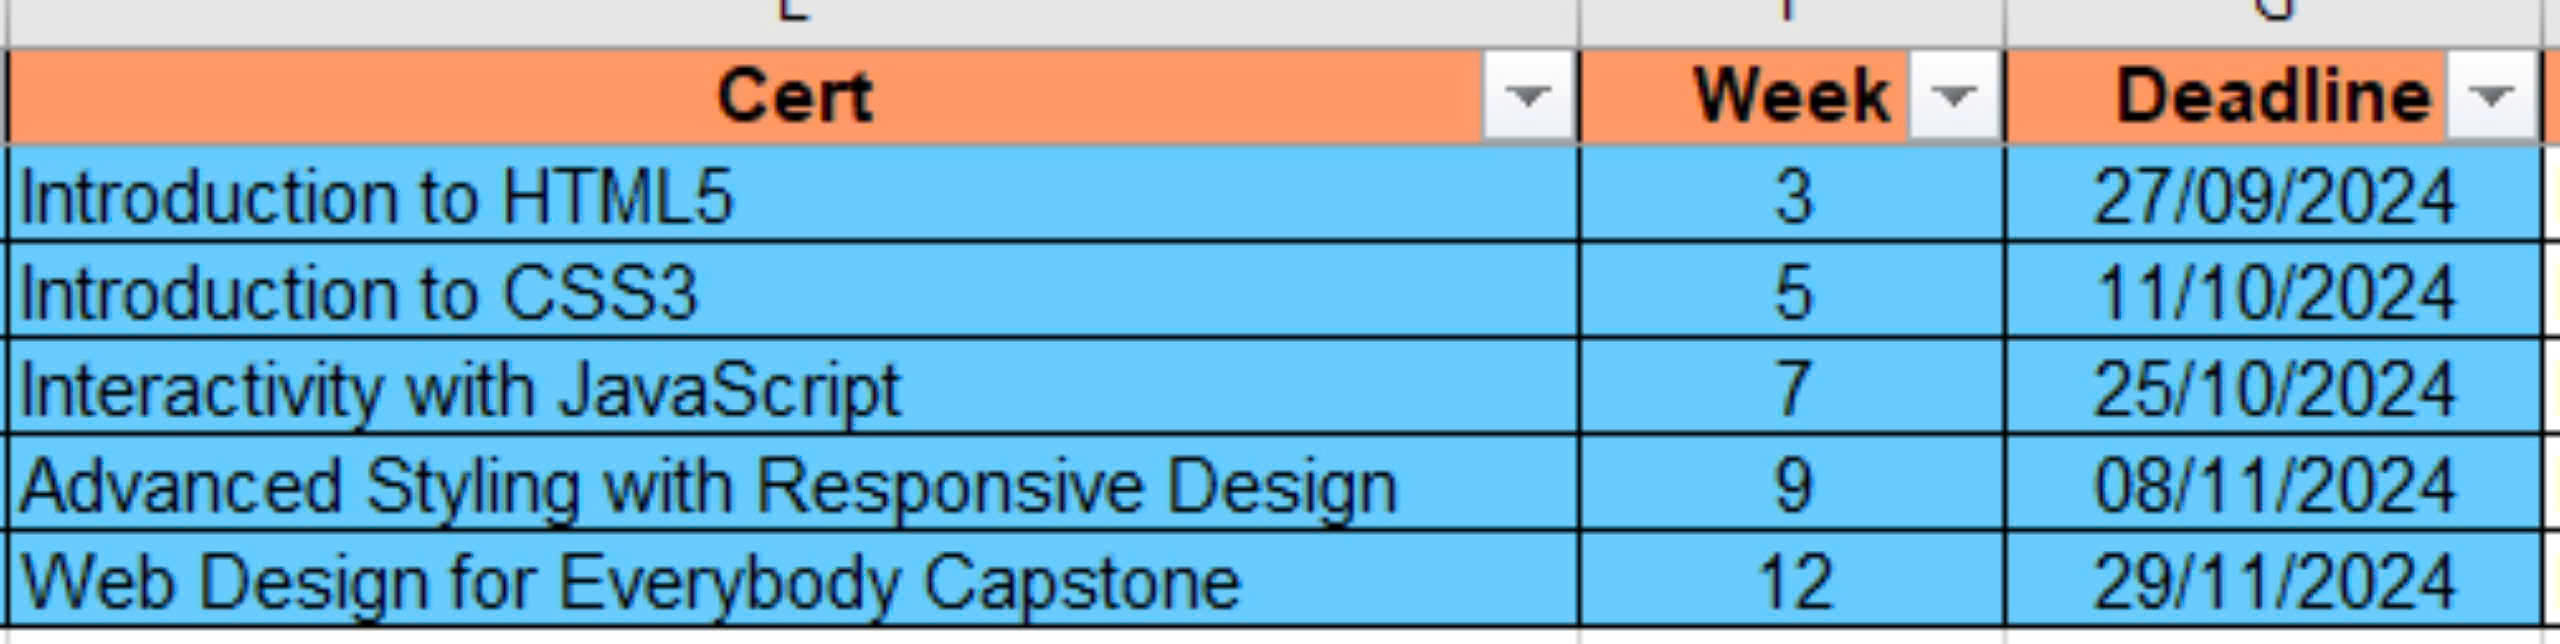 Cert Week Deadline
Introduction to HTML5 3 27/09/2024
Introduction to CSS3 5 11/10/2024
Interactivity with JavaScript 7 25/10/2024
Advanced Styling with Responsive Design 9 08/11/2024
Web Design for Everybody Capstone 12 29/11/2024